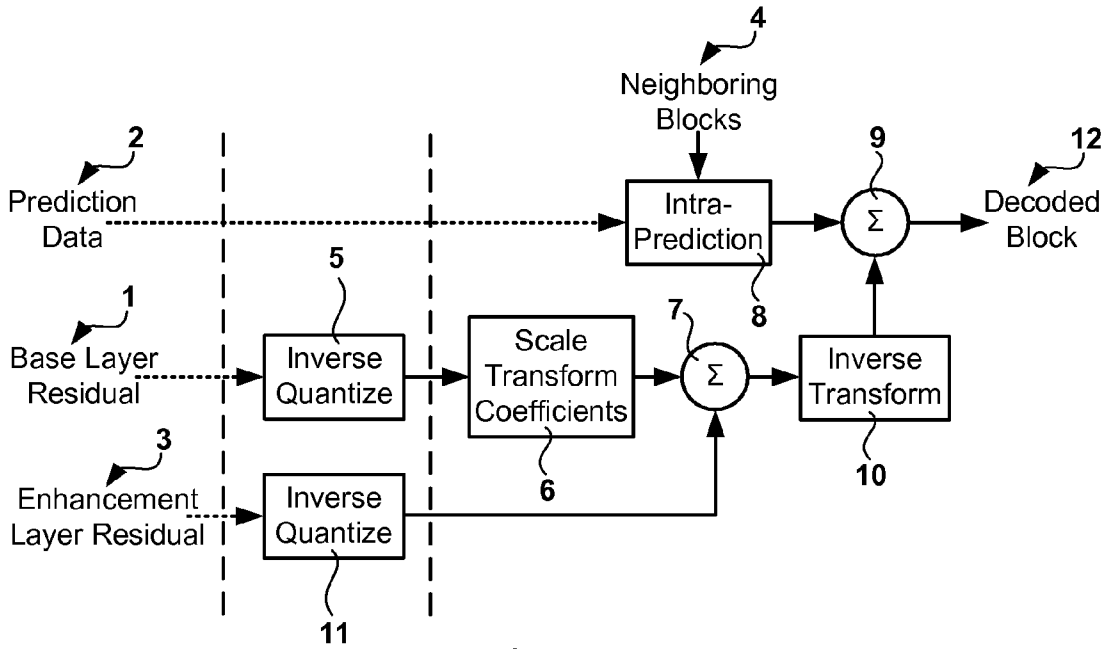 4
Neighboring
Blocks
2
Prediction
Data
Intra-
Prediction
8
9
Σ
12
Decoded
Block
1
Base Layer
Residual
5
Inverse
Quantize
Scale
Transform
Coefficients
6
7
Σ
Inverse
Transform
10
3
Enhancement
Layer Residual
Inverse
Quantize
11